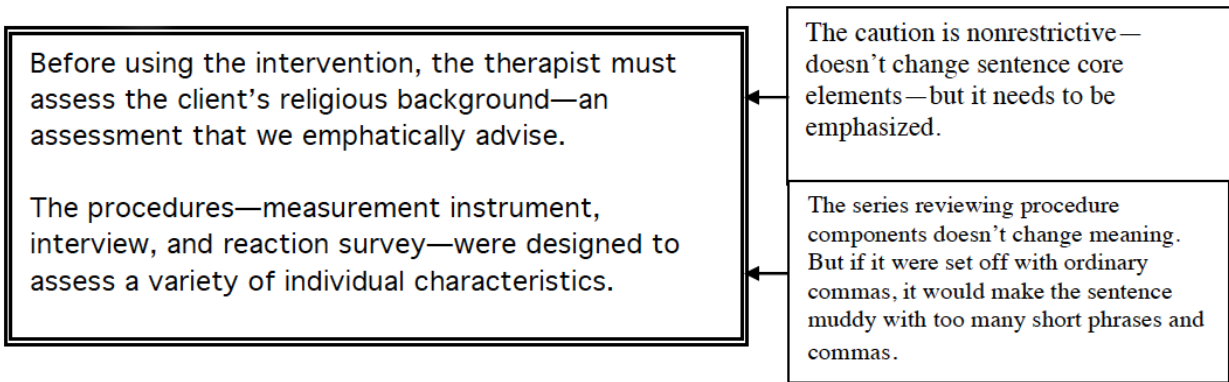 Before using the intervention, the therapist must
assess the client’s religious background—an
assessment that we emphatically advise.
The procedures—measurement instrument,
interview, and reaction survey—were designed to
assess a variety of individual characteristics.
The caution is nonrestrictive—
doesn’t change sentence core
elements—but it needs to be
emphasized.
The series reviewing procedure
components doesn’t change meaning.
But if it were set off with ordinary
commas, it would make the sentence
muddy with too many short phrases and
commas.